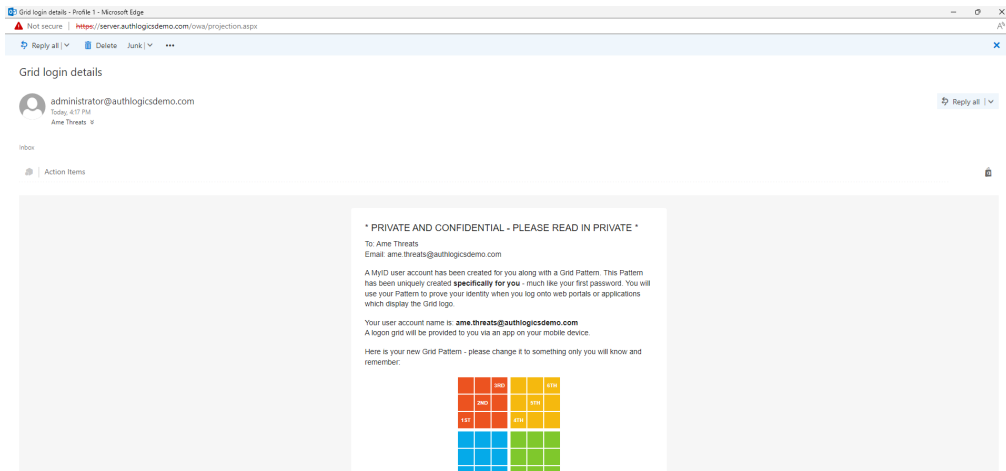 Grid login details - Profile 1 - Microsoft Edge
Not secure | https://server.authlogicsdemo.com/owa/projection.aspx
Reply all | Delete Junk | ...
Grid login details
administrator@authlogicsdemo.com
Today, 4:17 PM
Ame Threats
Reply all |
Inbox
Action Items
* PRIVATE AND CONFIDENTIAL - PLEASE READ IN PRIVATE *
To: Ame Threats
Email: ame.threats@authlogicsdemo.com
A MyID user account has been created for you along with a Grid Pattern. This Pattern
has been uniquely created specifically for you - much like your first password. You will
use your Pattern to prove your identity when you log onto web portals or applications
which display the Grid logo.
Your user account name is: ame.threats@authlogicsdemo.com
A logon grid will be provided to you via an app on your mobile device.
Here is your new Grid Pattern - please change it to something only you will know and
remember:
3RD 6TH
2ND 5TH
1ST 4TH